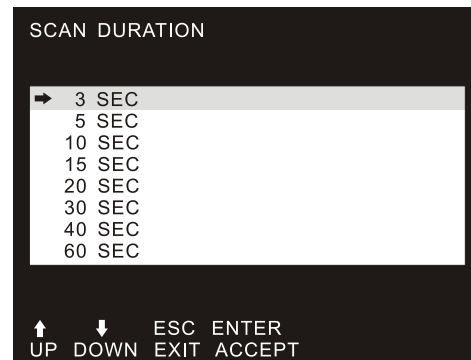 SCAN DURATION
➡ 3 SEC
5 SEC
10 SEC
15 SEC
20 SEC
30 SEC
40 SEC
60 SEC
⬆ ⬇ ESC ENTER
UP DOWN EXIT ACCEPT